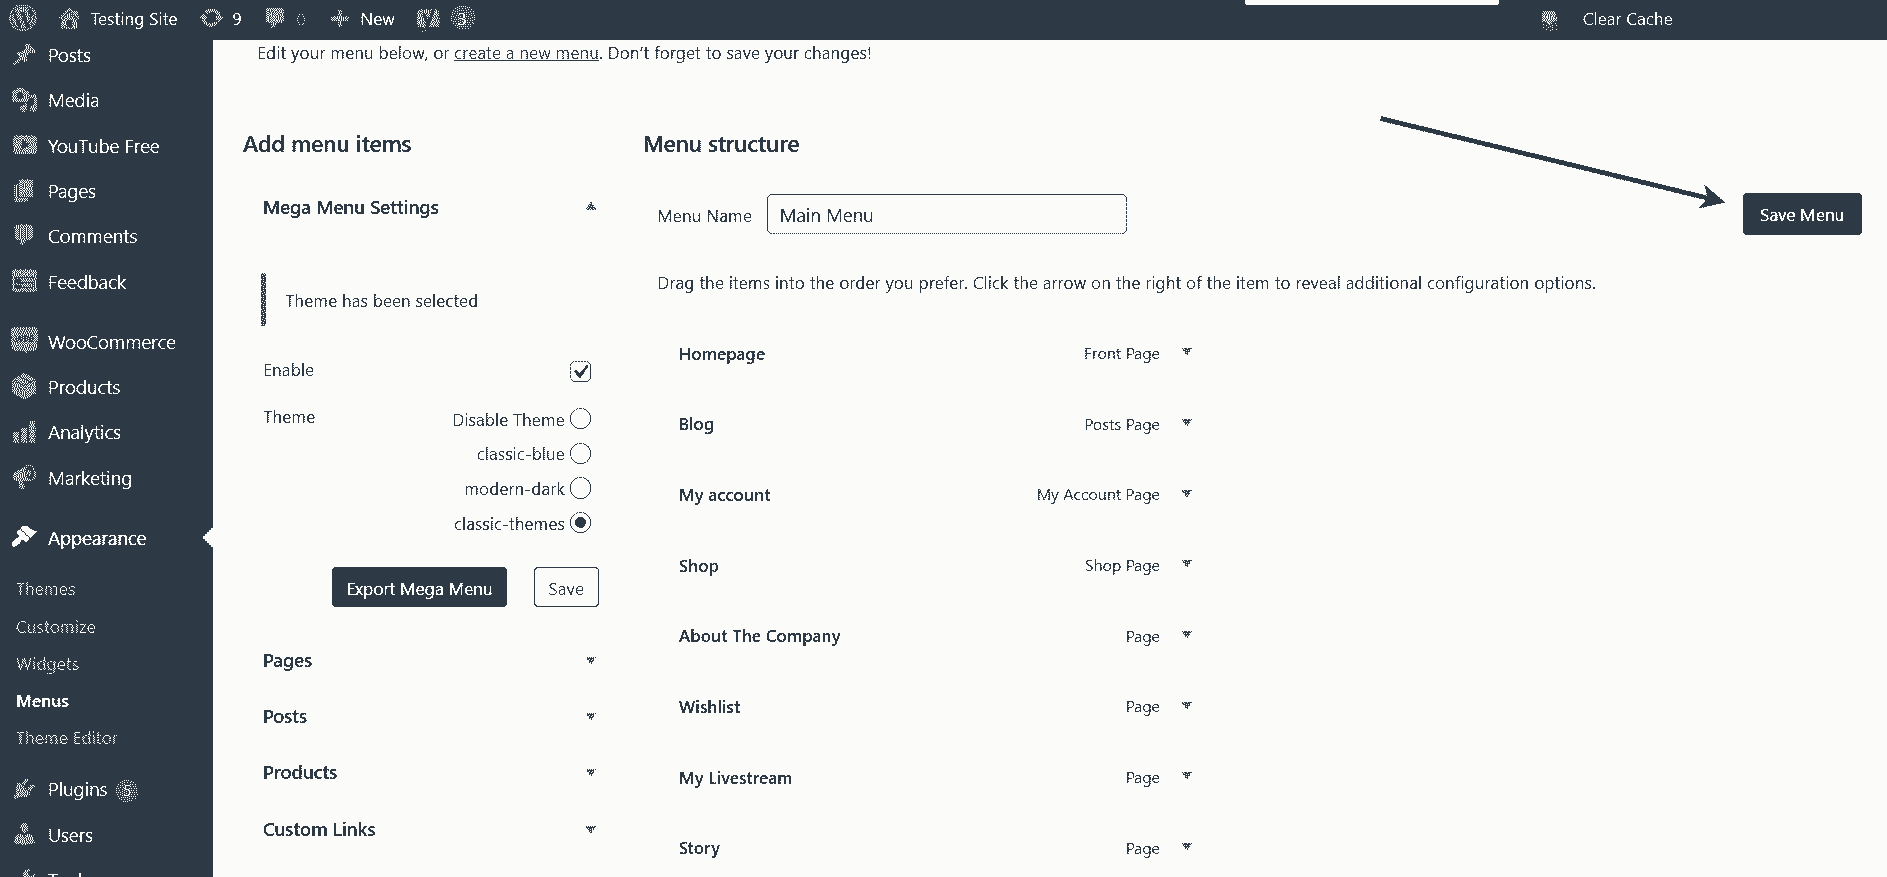 Testing Site 9 0 New 3 Clear Cache
Posts
Media
YouTube Free
Pages
Comments
Feedback
WooCommerce
Products
Analytics
Marketing
Appearance
Themes
Customize
Widgets
Menus
Theme Editor
Plugins 5
Users
Edit your menu below, or create a new menu. Don't forget to save your changes!
Add menu items
Mega Menu Settings
Theme has been selected
Enable
Theme
Disable Theme
classic-blue
modern-dark
classic-themes
Export Mega Menu Save
Pages
Posts
Products
Custom Links
Menu structure
Menu Name Main Menu
Save Menu
Drag the items into the order you prefer. Click the arrow on the right of the item to reveal additional configuration options.
Homepage Front Page
Blog Posts Page
My account My Account Page
Shop Shop Page
About The Company Page
Wishlist Page
My Livestream Page
Story Page